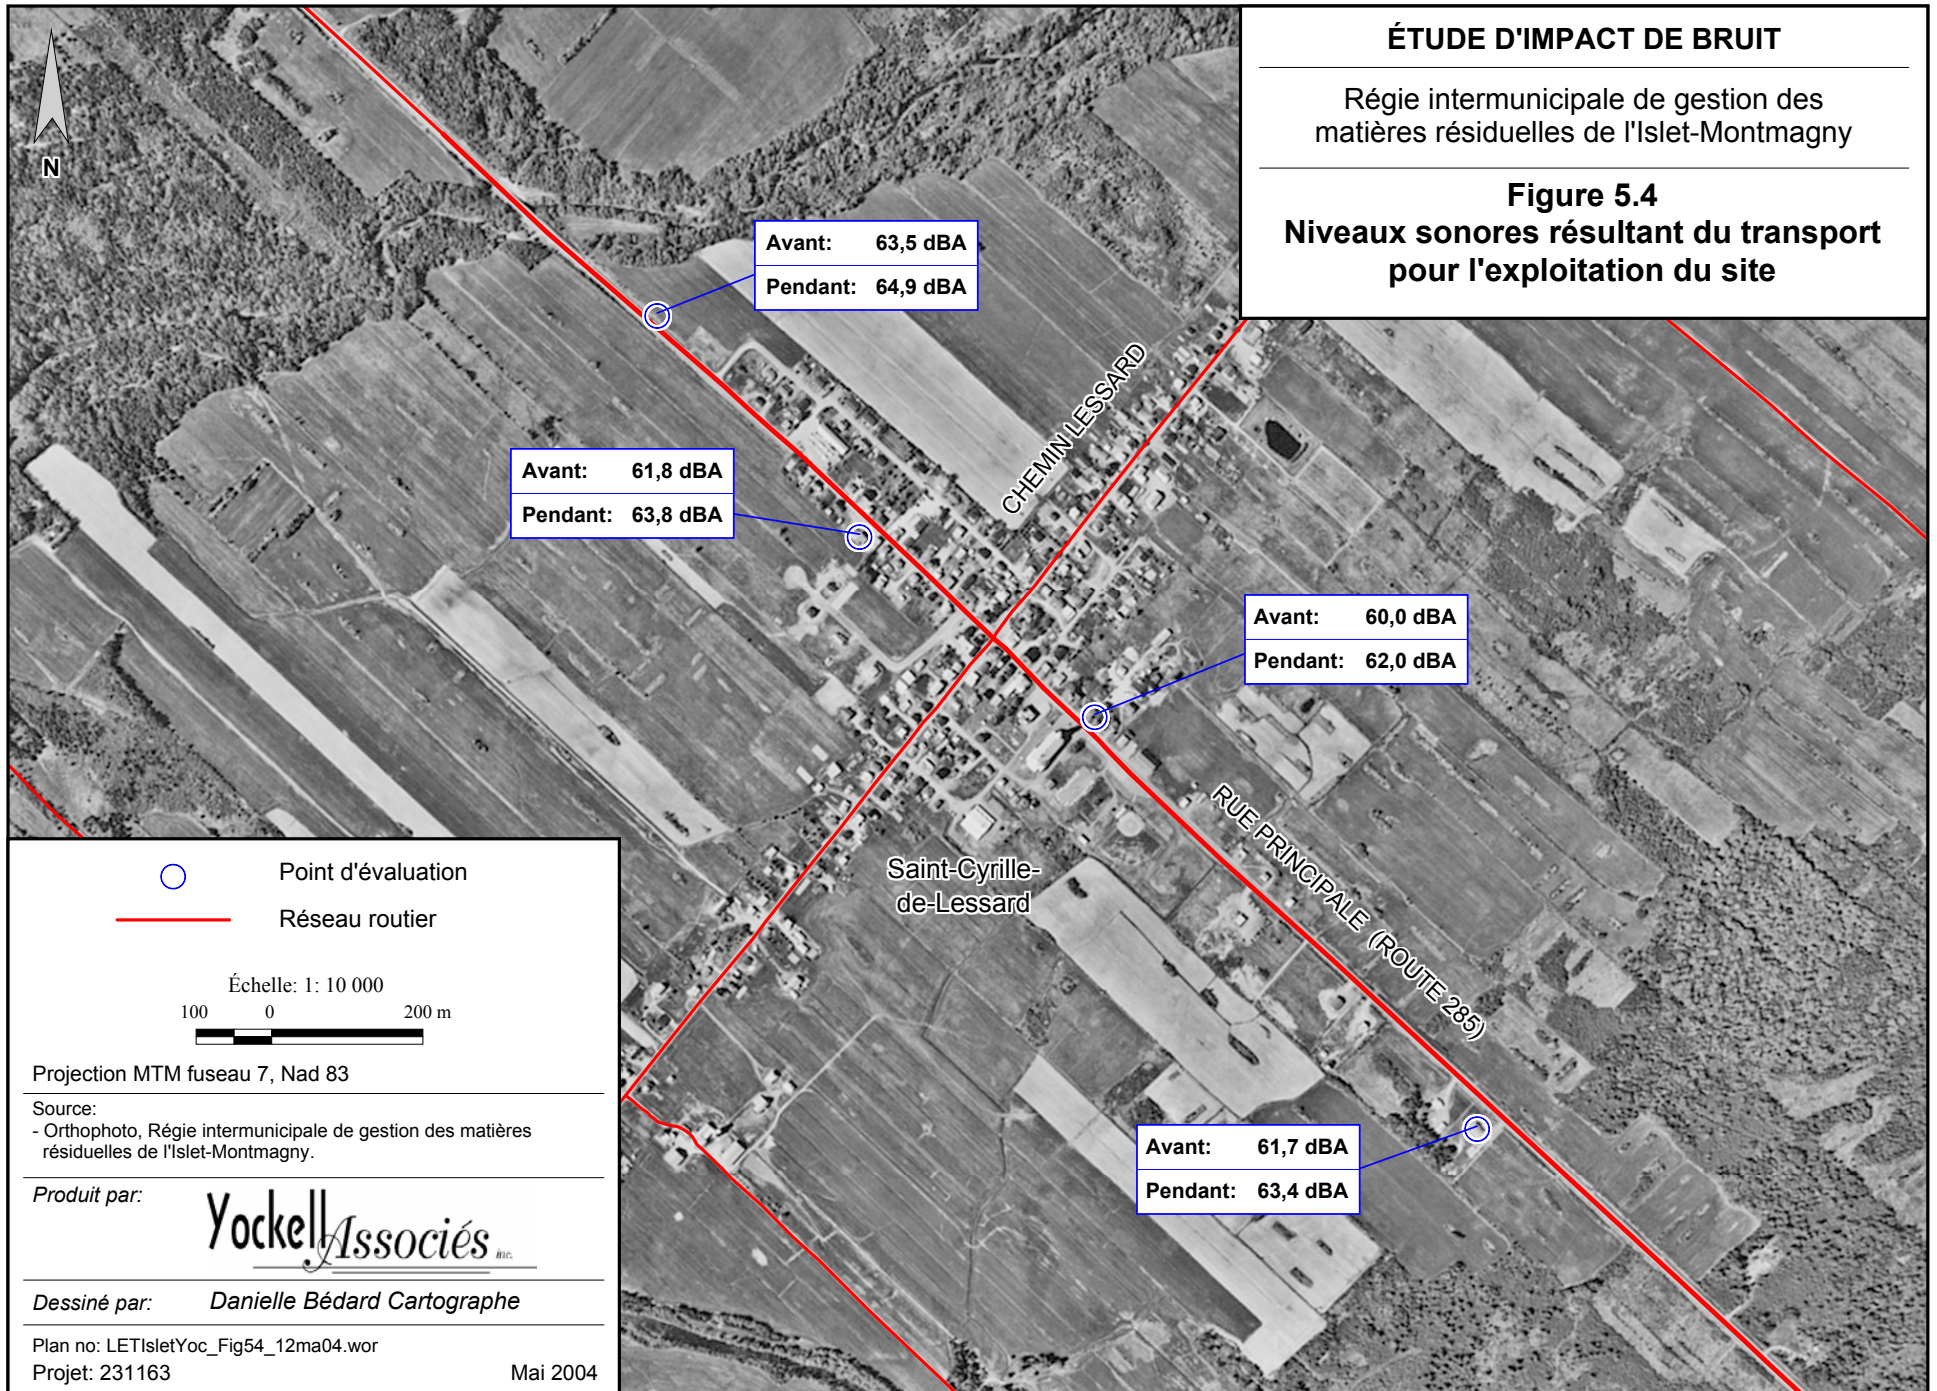 ÉTUDE D'IMPACT DE BRUIT
Régie intermunicipale de gestion des
matières résiduelles de l'Islet-Montmagny
Figure 5.4
Niveaux sonores résultant du transport
pour l'exploitation du site
N
Avant: 63,5 dBA
Pendant: 64,9 dBA
CHEMIN LESSARD
Avant: 61,8 dBA
Pendant: 63,8 dBA
Avant: 60,0 dBA
Pendant: 62,0 dBA
RUE PRINCIPALE (ROUTE 285)
Saint-Cyrille-
de-Lessard
Avant: 61,7 dBA
Pendant: 63,4 dBA
Point d'évaluation
Réseau routier
Échelle: 1: 10 000
100 0 200 m
Projection MTM fuseau 7, Nad 83
Source:
- Orthophoto, Régie intermunicipale de gestion des matières
résiduelles de l'Islet-Montmagny.
Produit par:
Yockell Associés inc.
Dessiné par: Danielle Bédard Cartographe
Plan no: LETIsletYoc_Fig54_12ma04.wor
Projet: 231163 Mai 2004